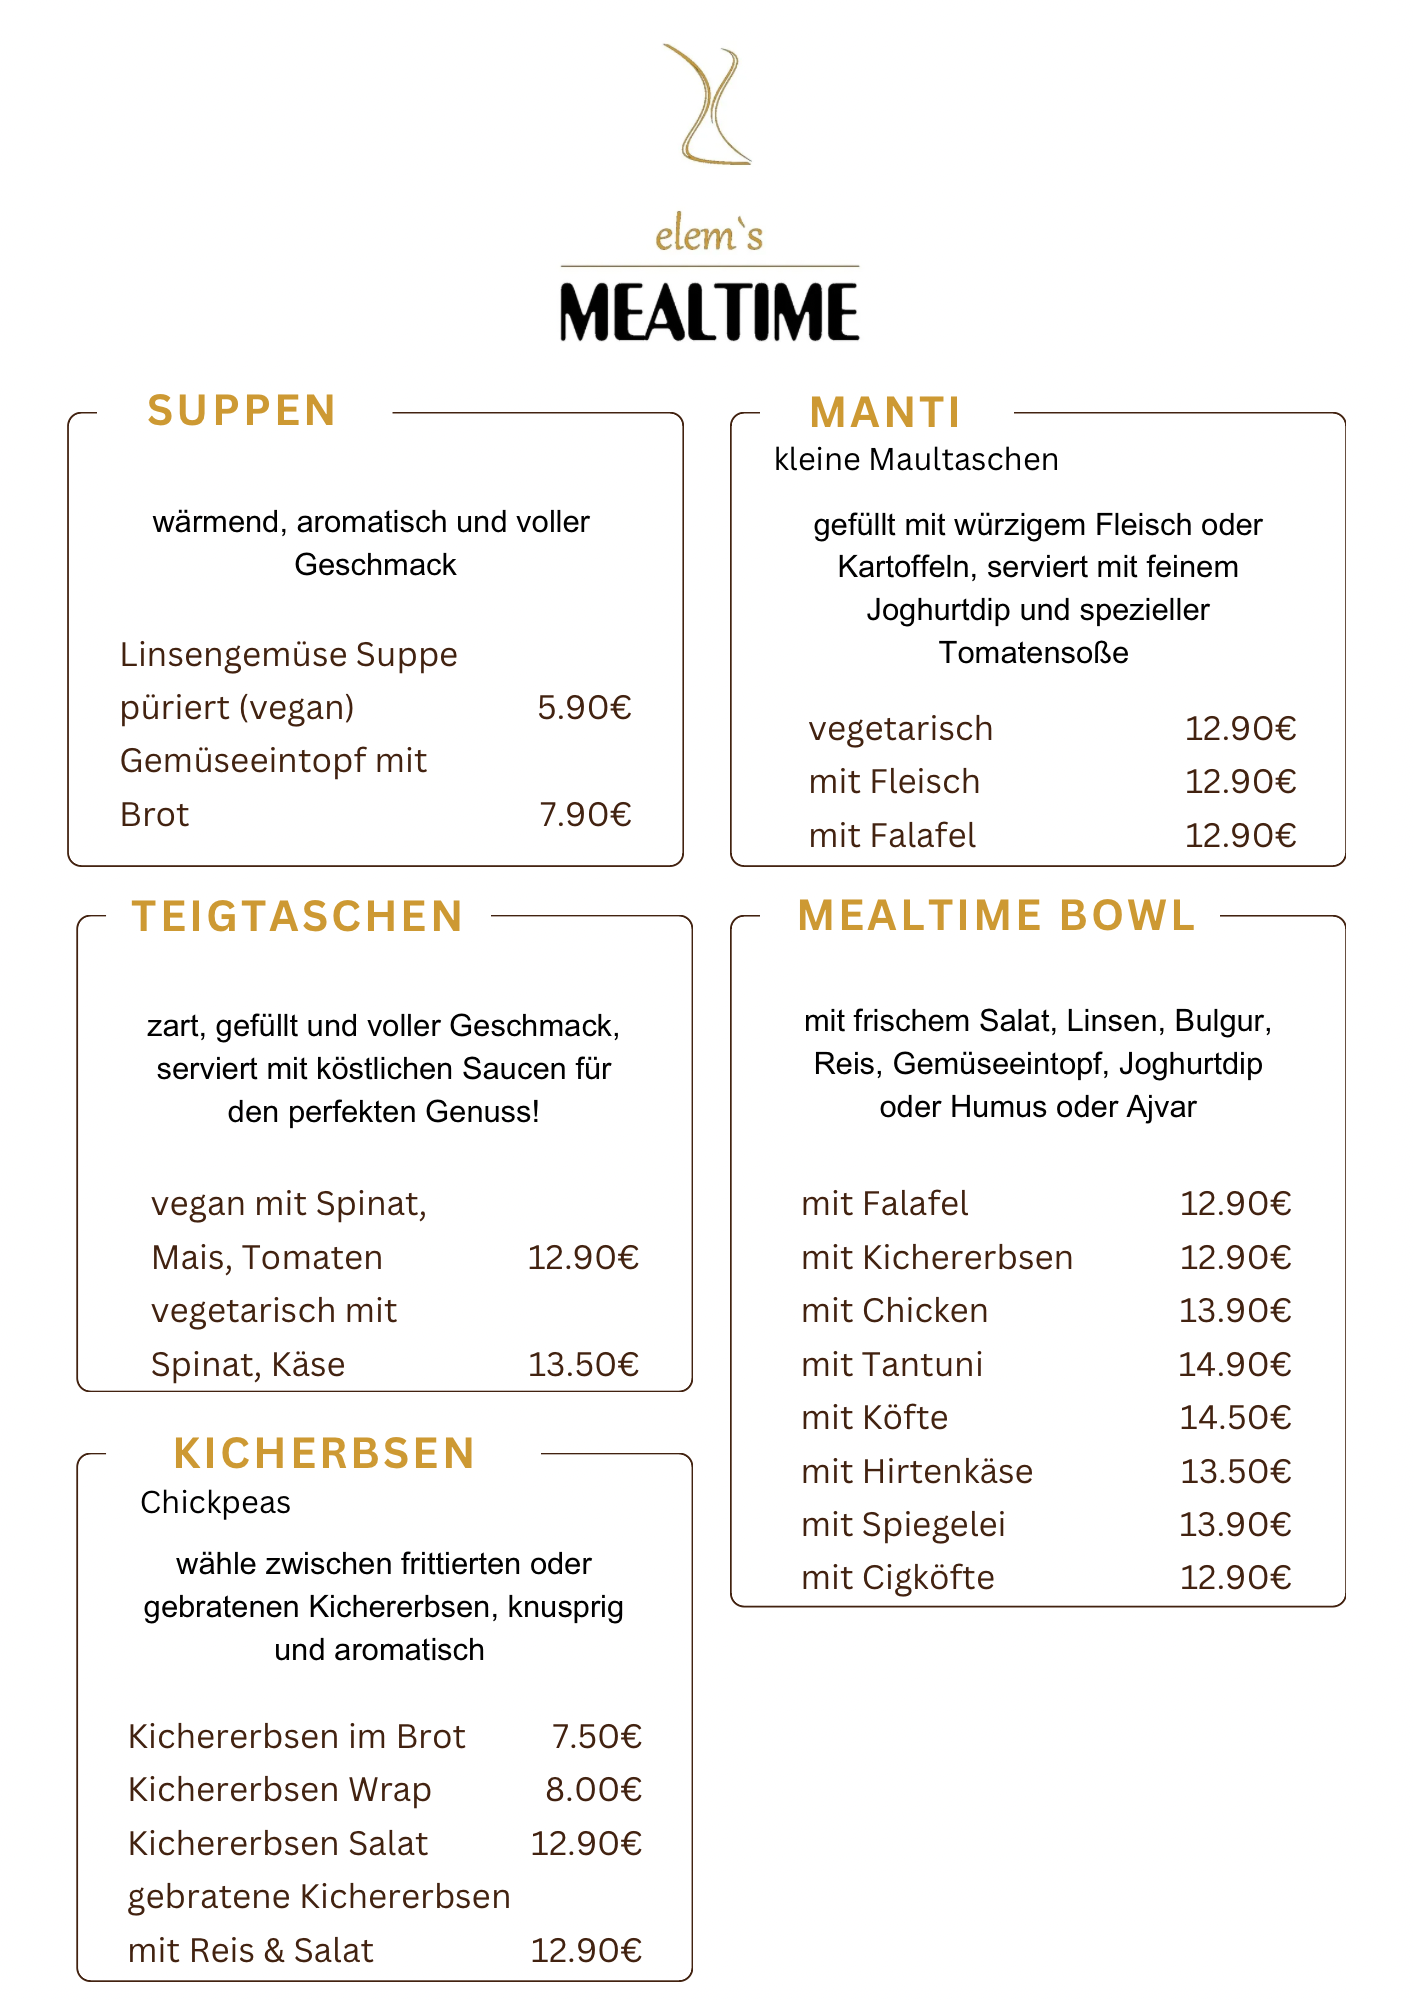 elem`s
MEALTIME
SUPPEN
wärmend, aromatisch und voller
Geschmack
Linsengemüse Suppe
püriert (vegan) 5.90€
Gemüseeintopf mit
Brot 7.90€
MANTI
kleine Maultaschen
gefüllt mit würzigem Fleisch oder
Kartoffeln, serviert mit feinem
Joghurtdip und spezieller
Tomatensoße
vegetarisch 12.90€
mit Fleisch 12.90€
mit Falafel 12.90€
TEIGTASCHEN
zart, gefüllt und voller Geschmack,
serviert mit köstlichen Saucen für
den perfekten Genuss!
vegan mit Spinat,
Mais, Tomaten 12.90€
vegetarisch mit
Spinat, Käse 13.50€
MEALTIME BOWL
mit frischem Salat, Linsen, Bulgur,
Reis, Gemüseeintopf, Joghurtdip
oder Humus oder Ajvar
mit Falafel 12.90€
mit Kichererbsen 12.90€
mit Chicken 13.90€
mit Tantuni 14.90€
mit Köfte 14.50€
mit Hirtenkäse 13.50€
mit Spiegelei 13.90€
mit Cigköfte 12.90€
KICHERBSEN
Chickpeas
wähle zwischen frittierten oder
gebratenen Kichererbsen, knusprig
und aromatisch
Kichererbsen im Brot 7.50€
Kichererbsen Wrap 8.00€
Kichererbsen Salat 12.90€
gebratene Kichererbsen
mit Reis & Salat 12.90€